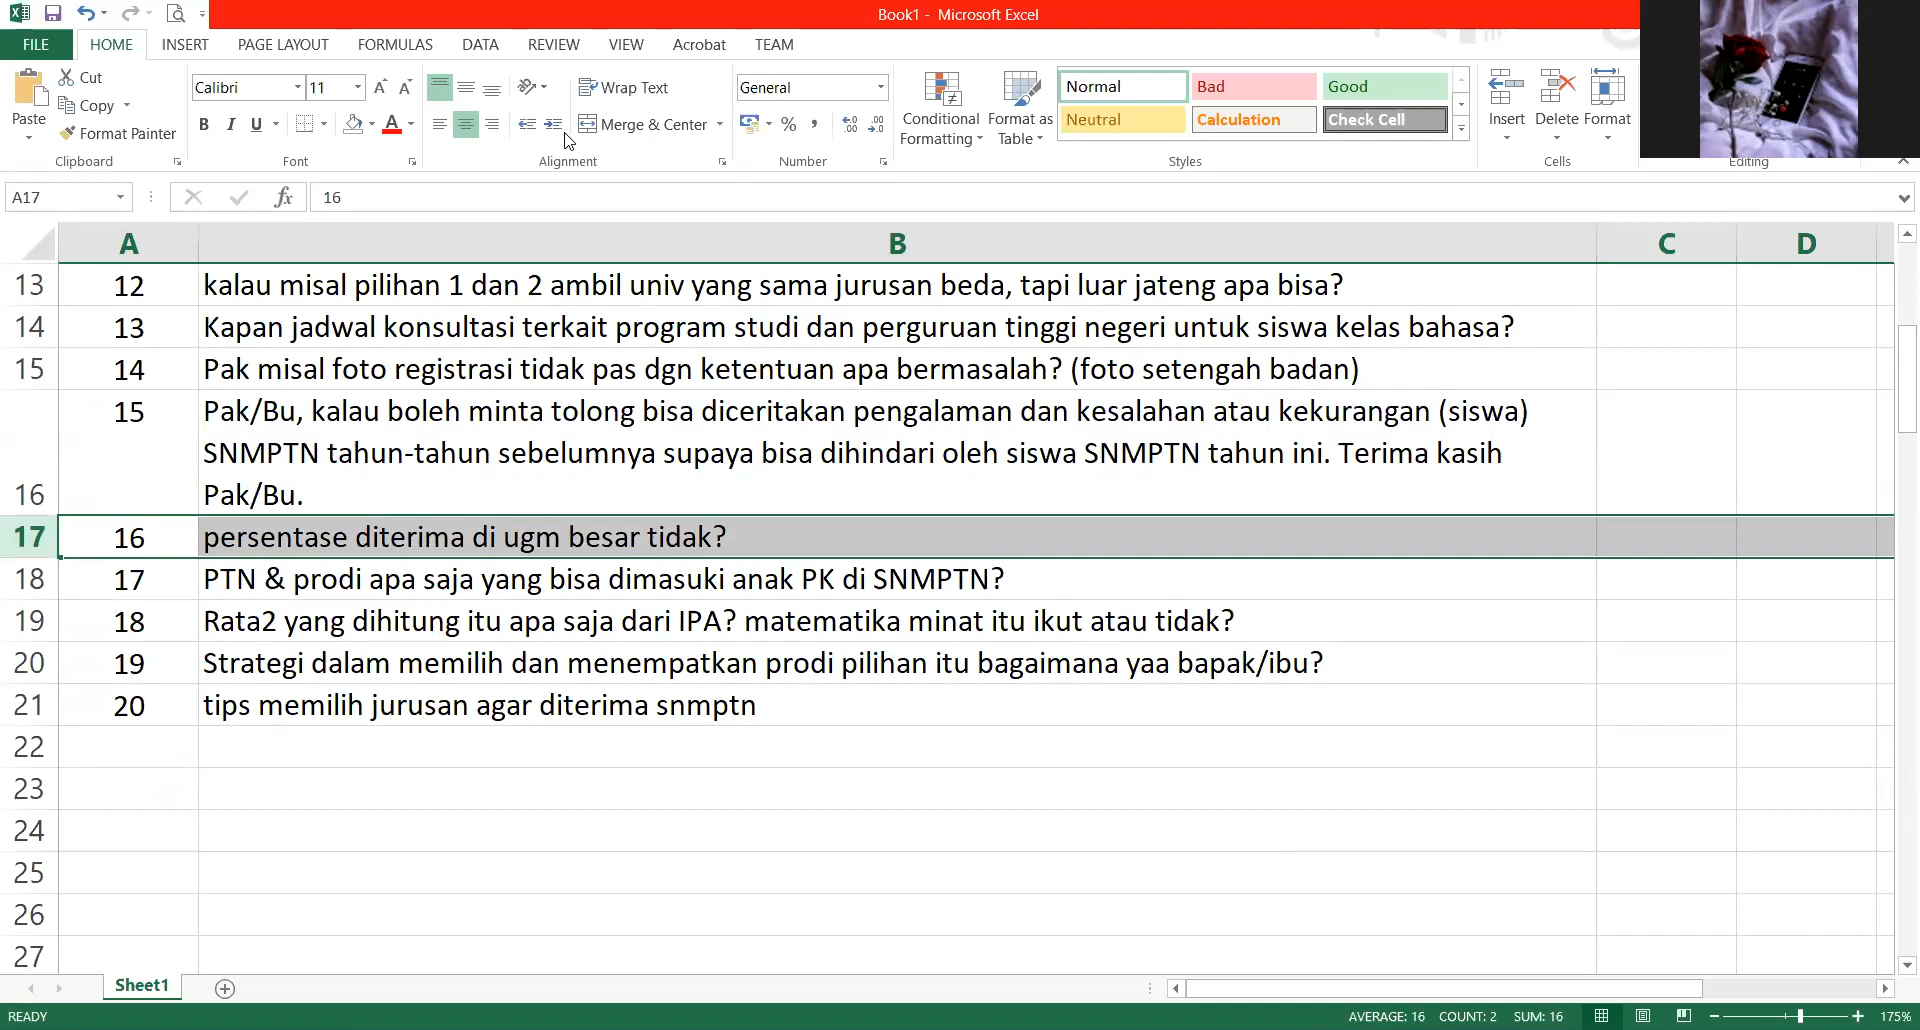 Book1 - Microsoft Excel
FILE HOME INSERT PAGE LAYOUT FORMULAS DATA REVIEW VIEW Acrobat TEAM
Paste
Cut
Copy
Format Painter
Clipboard
Calibri 11
B I U
Font
Wrap Text
Merge & Center
Alignment
General
%
Number
Conditional Formatting
Format as Table
Normal Bad Good
Neutral Calculation Check Cell
Styles
Insert Delete Format
Cells
Editing
A17 fx 16
A B C D
13 12 kalau misal pilihan 1 dan 2 ambil univ yang sama jurusan beda, tapi luar jateng apa bisa?
14 13 Kapan jadwal konsultasi terkait program studi dan perguruan tinggi negeri untuk siswa kelas bahasa?
15 14 Pak misal foto registrasi tidak pas dgn ketentuan apa bermasalah? (foto setengah badan)
15 Pak/Bu, kalau boleh minta tolong bisa diceritakan pengalaman dan kesalahan atau kekurangan (siswa)
SNMPTN tahun-tahun sebelumnya supaya bisa dihindari oleh siswa SNMPTN tahun ini. Terima kasih
16 Pak/Bu.
17 16 persentase diterima di ugm besar tidak?
18 17 PTN & prodi apa saja yang bisa dimasuki anak PK di SNMPTN?
19 18 Rata2 yang dihitung itu apa saja dari IPA? matematika minat itu ikut atau tidak?
20 19 Strategi dalam memilih dan menempatkan prodi pilihan itu bagaimana yaa bapak/ibu?
21 20 tips memilih jurusan agar diterima snmptn
22
23
24
25
26
27
Sheet1
READY AVERAGE: 16 COUNT: 2 SUM: 16 175%